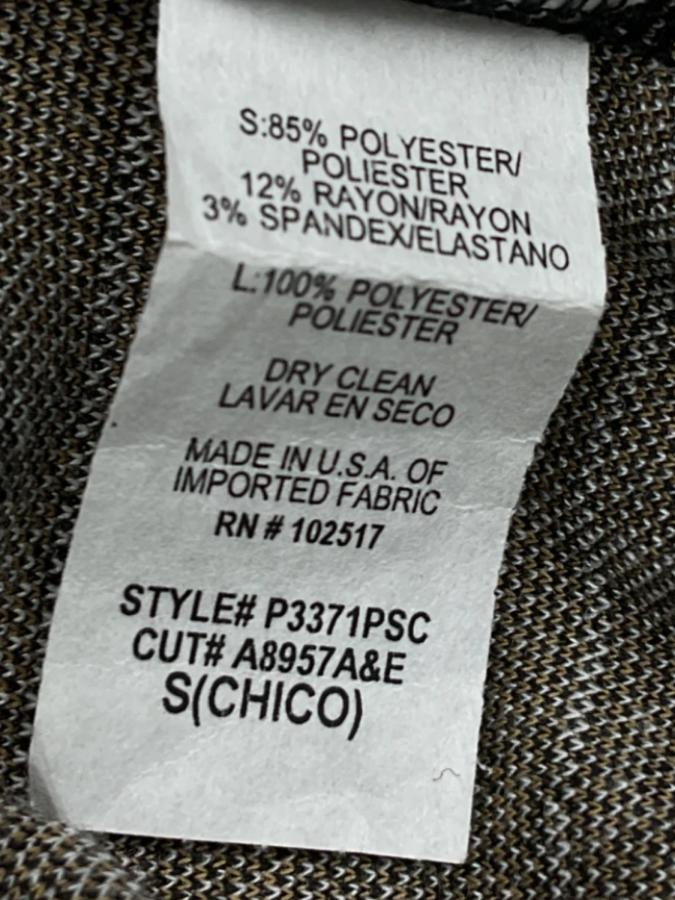 S:85% POLYESTER/
POLIESTER
12% RAYON/RAYON
3% SPANDEX/ELASTANO
L:100% POLYESTER/
POLIESTER
DRY CLEAN
LAVAR EN SECO
MADE IN U.S.A. OF
IMPORTED FABRIC
RN # 102517
STYLE# P3371PSC
CUT# A8957A&E
S(CHICO)